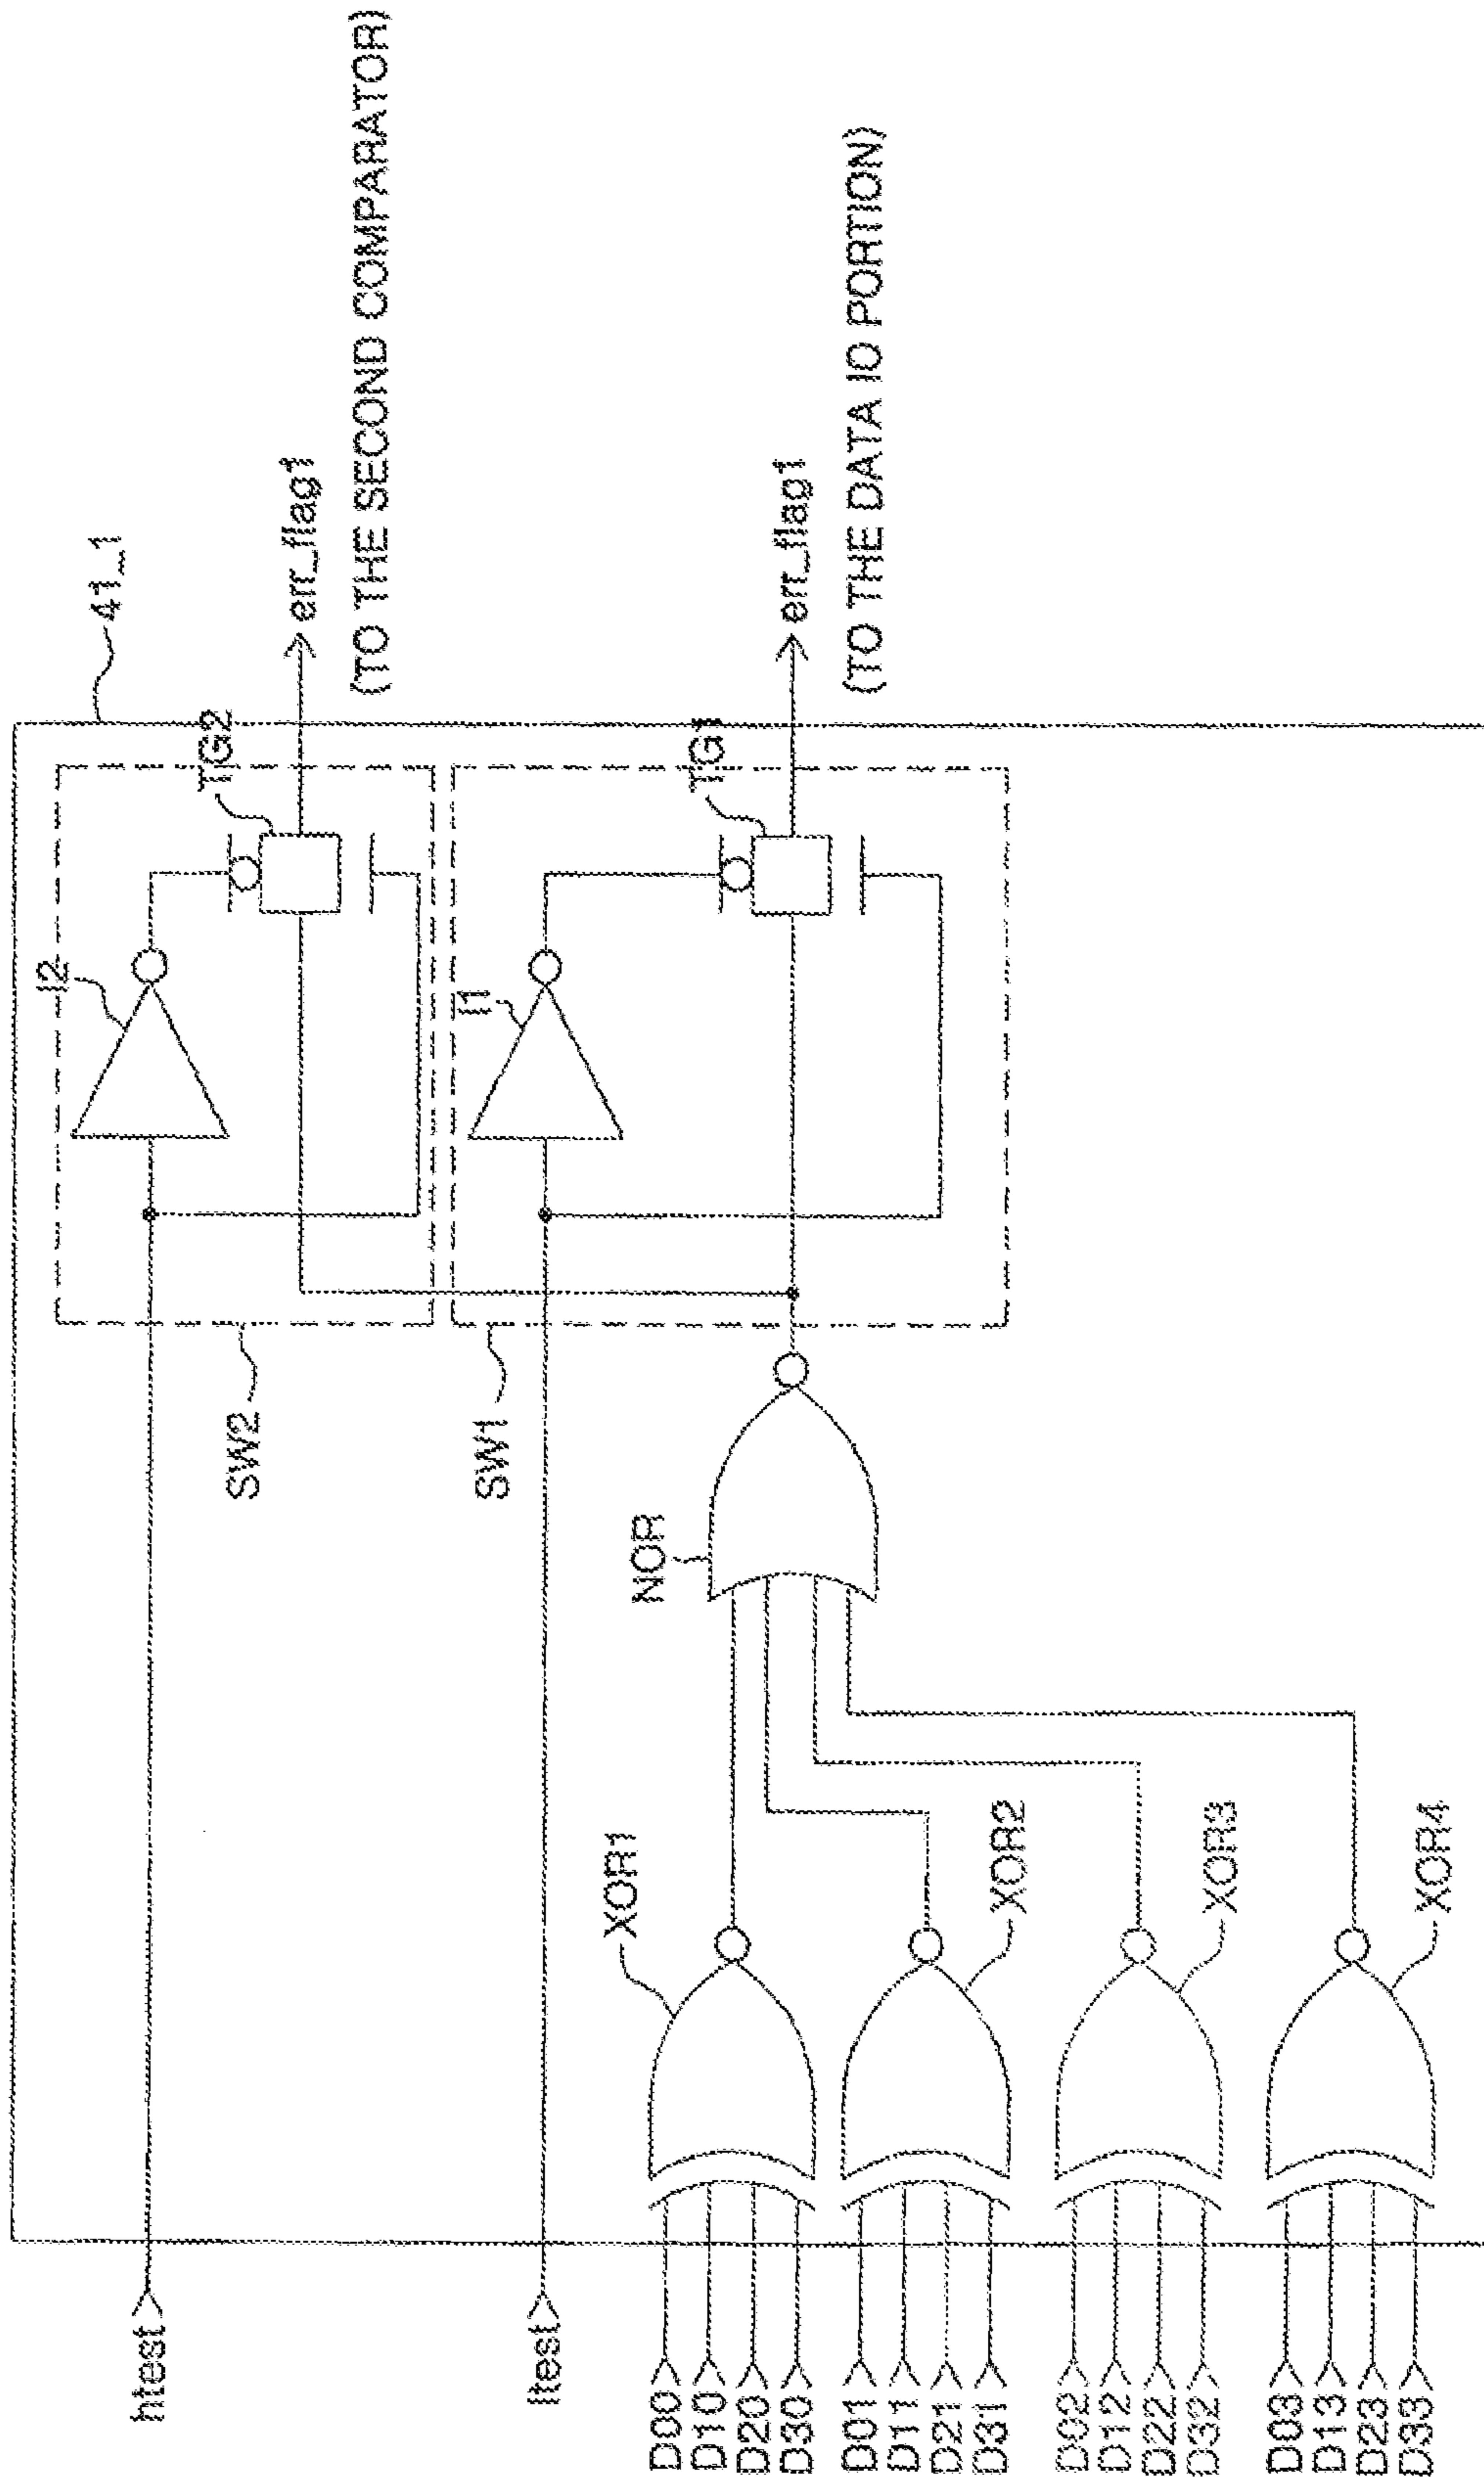 41_1
htest
I2
TG2
err_flag1
(TO THE SECOND COMPARATOR)
SW2
ltest
I1
TG1
err_flag1
(TO THE DATA IO PORTION)
SW1
NOR
D00
D10
D20
D30
XOR1
D01
D11
D21
D31
XOR2
D02
D12
D22
D32
XOR3
D03
D13
D23
D33
XOR4